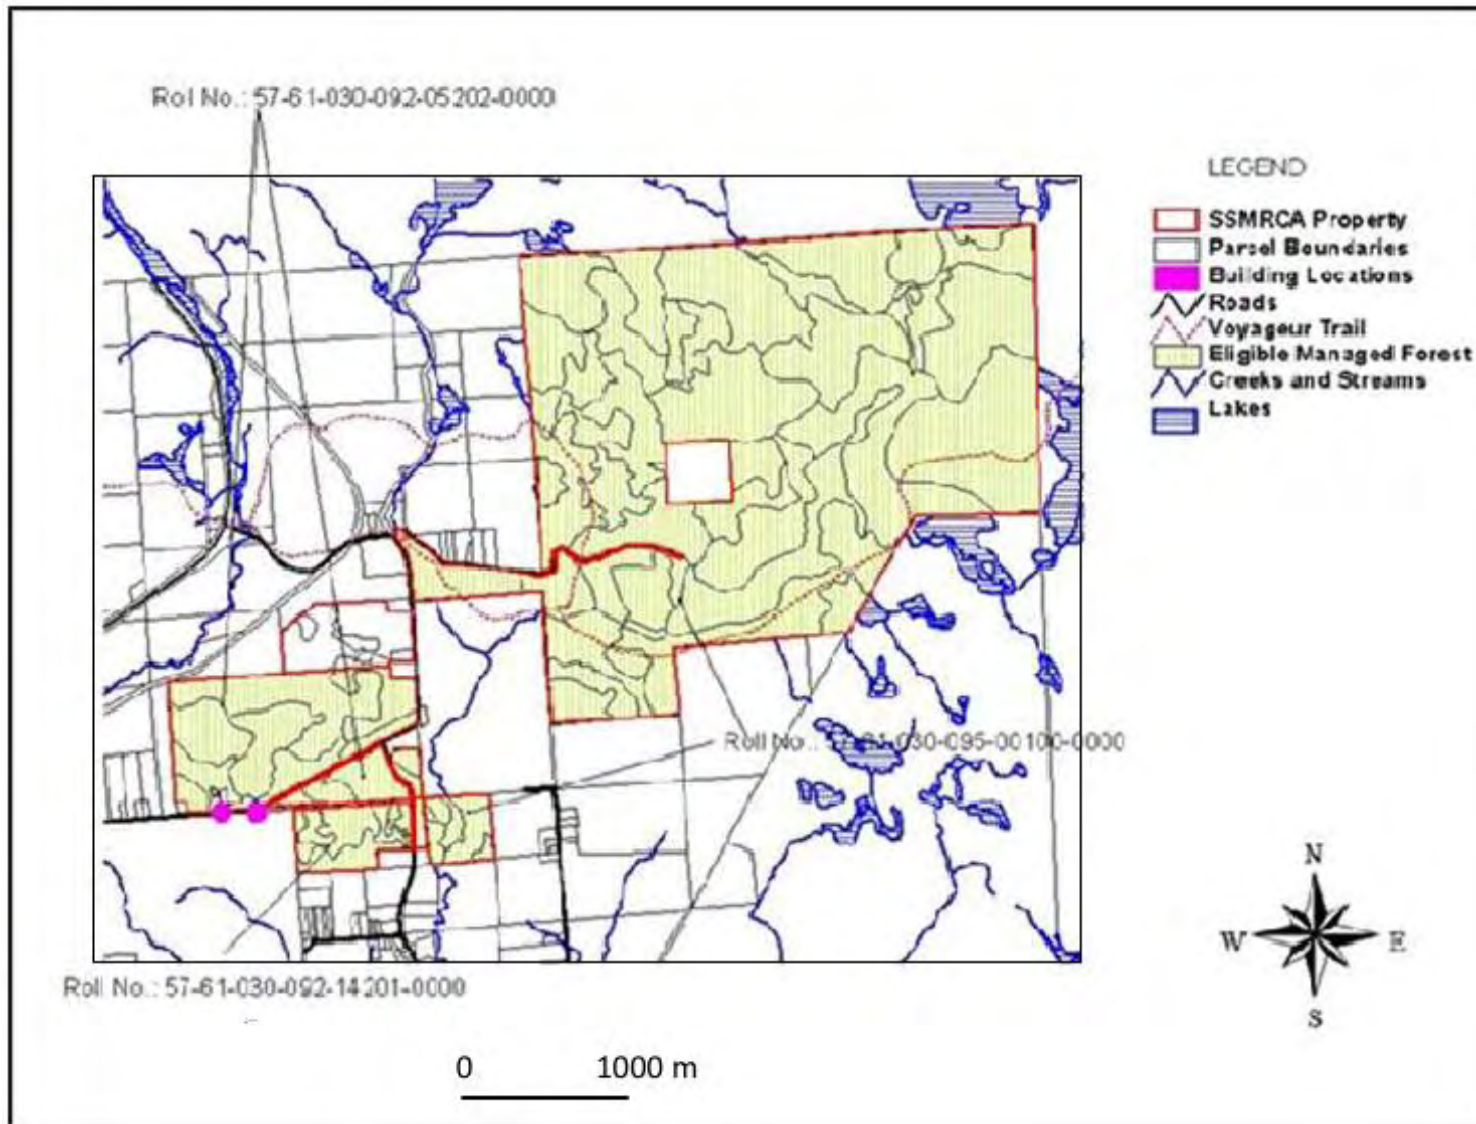 Roll No.: 57-61-030-092-05202-0000
LEGEND
SSMRCA Property
Parcel Boundaries
Building Locations
Roads
Voyageur Trail
Eligible Managed Forest
Creeks and Streams
Lakes
Roll No.: -61-030-095-00100-0000
N
W E
S
Roll No.: 57-61-030-092-14201-0000
0 1000 m